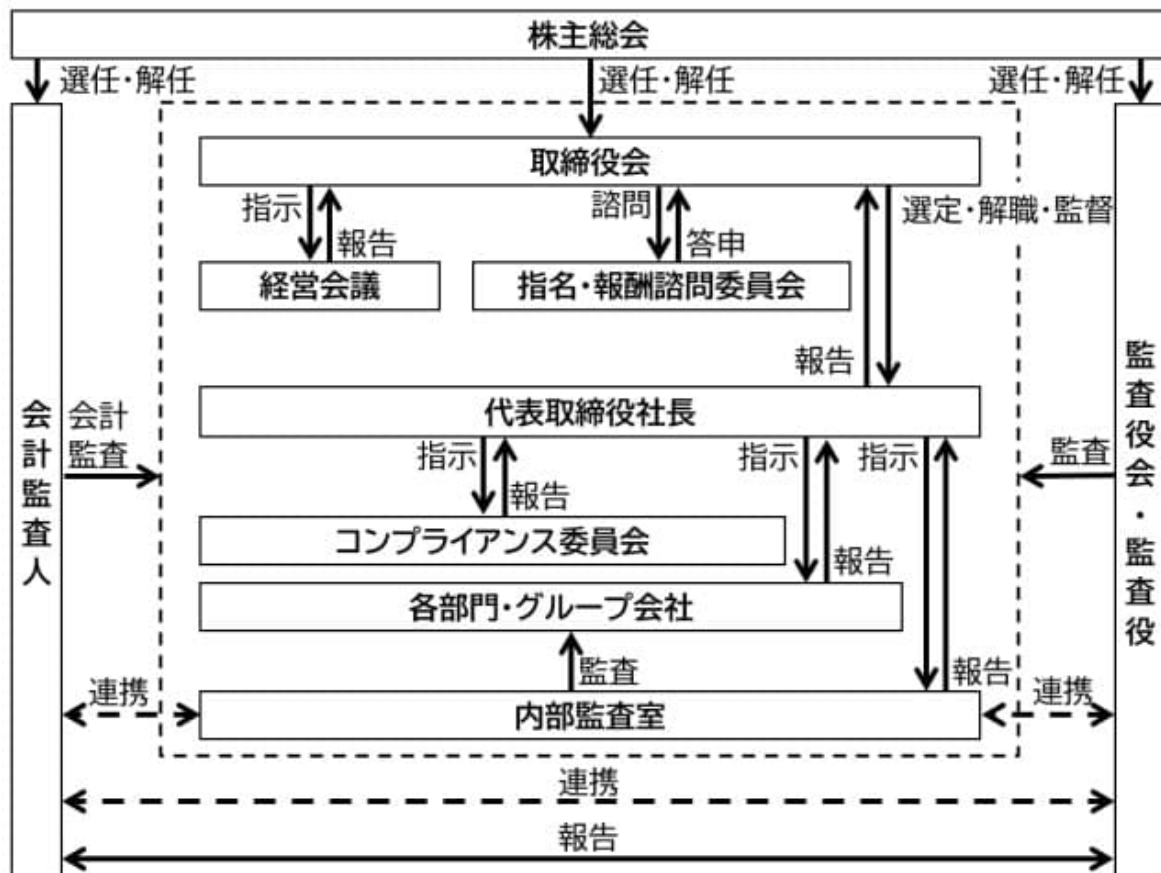 株主総会
選任・解任
選任・解任
選任・解任
取締役会
指示
報告
諮問
答申
選定・解職・監督
経営会議
指名・報酬諮問委員会
報告
代表取締役社長
会計監査人
会計
監査
監査
監査役会・監査役
指示
報告
指示
報告
指示
報告
コンプライアンス委員会
各部門・グループ会社
監査
内部監査室
連携
連携
連携
報告